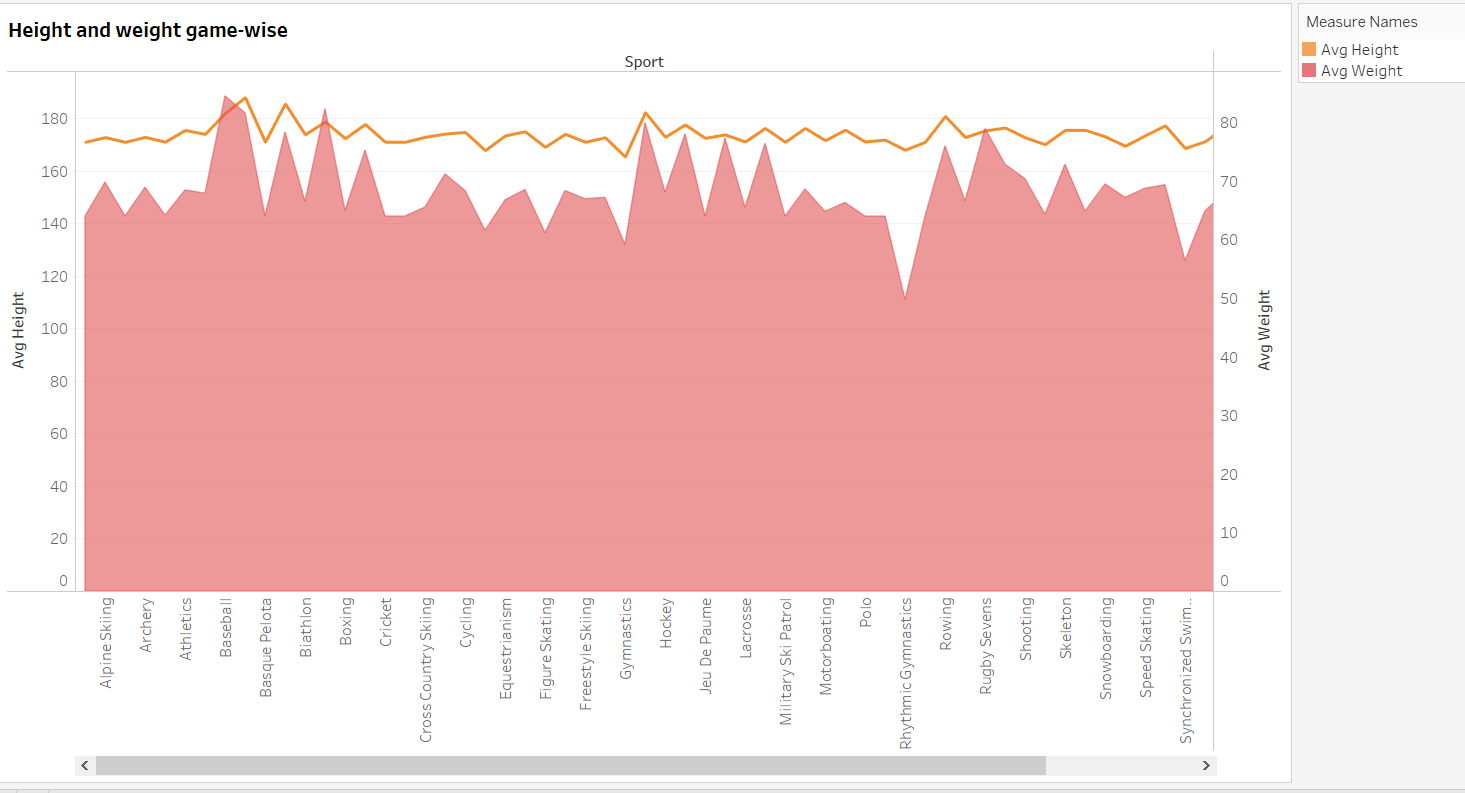 Height and weight game-wise
Sport
Avg Height
180
160
140
120
100
80
60
40
20
0
80
70
60
50
40
30
20
10
0
Avg Weight
Alpine Skiing
Archery
Athletics
Baseball
Basque Pelota
Biathlon
Boxing
Cricket
Cross Country Skiing
Cycling
Equestrianism
Figure Skating
Freestyle Skiing
Gymnastics
Hockey
Jeu De Paume
Lacrosse
Military Ski Patrol
Motorboating
Polo
Rhythmic Gymnastics
Rowing
Rugby Sevens
Shooting
Skeleton
Snowboarding
Speed Skating
Synchronized Swim..
Measure Names
Avg Height
Avg Weight